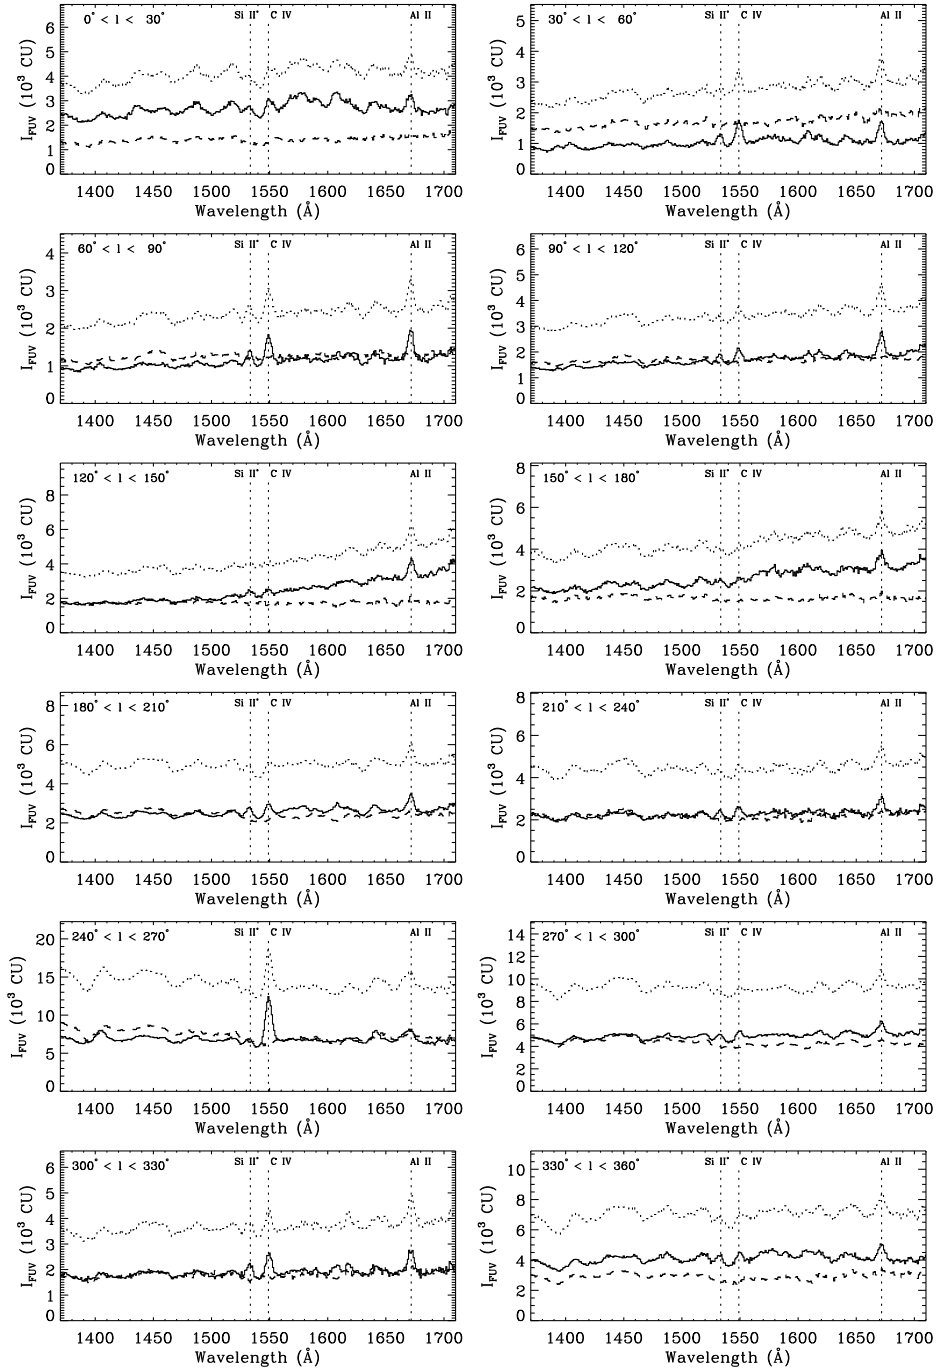 0° < l < 30° Si II* C IV Al II
I_FUV (10³ CU)
6
5
4
3
2
1
0
1400 1450 1500 1550 1600 1650 1700
Wavelength (Å)
30° < l < 60° Si II* C IV Al II
I_FUV (10³ CU)
5
4
3
2
1
0
1400 1450 1500 1550 1600 1650 1700
Wavelength (Å)
60° < l < 90° Si II* C IV Al II
I_FUV (10³ CU)
4
3
2
1
0
1400 1450 1500 1550 1600 1650 1700
Wavelength (Å)
90° < l < 120° Si II* C IV Al II
I_FUV (10³ CU)
6
5
4
3
2
1
0
1400 1450 1500 1550 1600 1650 1700
Wavelength (Å)
120° < l < 150° Si II* C IV Al II
I_FUV (10³ CU)
8
6
4
2
0
1400 1450 1500 1550 1600 1650 1700
Wavelength (Å)
150° < l < 180° Si II* C IV Al II
I_FUV (10³ CU)
8
6
4
2
0
1400 1450 1500 1550 1600 1650 1700
Wavelength (Å)
180° < l < 210° Si II* C IV Al II
I_FUV (10³ CU)
8
6
4
2
0
1400 1450 1500 1550 1600 1650 1700
Wavelength (Å)
210° < l < 240° Si II* C IV Al II
I_FUV (10³ CU)
8
6
4
2
0
1400 1450 1500 1550 1600 1650 1700
Wavelength (Å)
240° < l < 270° Si II* C IV Al II
I_FUV (10³ CU)
20
15
10
5
0
1400 1450 1500 1550 1600 1650 1700
Wavelength (Å)
270° < l < 300° Si II* C IV Al II
I_FUV (10³ CU)
14
12
10
8
6
4
2
0
1400 1450 1500 1550 1600 1650 1700
Wavelength (Å)
300° < l < 330° Si II* C IV Al II
I_FUV (10³ CU)
6
5
4
3
2
1
0
1400 1450 1500 1550 1600 1650 1700
Wavelength (Å)
330° < l < 360° Si II* C IV Al II
I_FUV (10³ CU)
10
8
6
4
2
0
1400 1450 1500 1550 1600 1650 1700
Wavelength (Å)